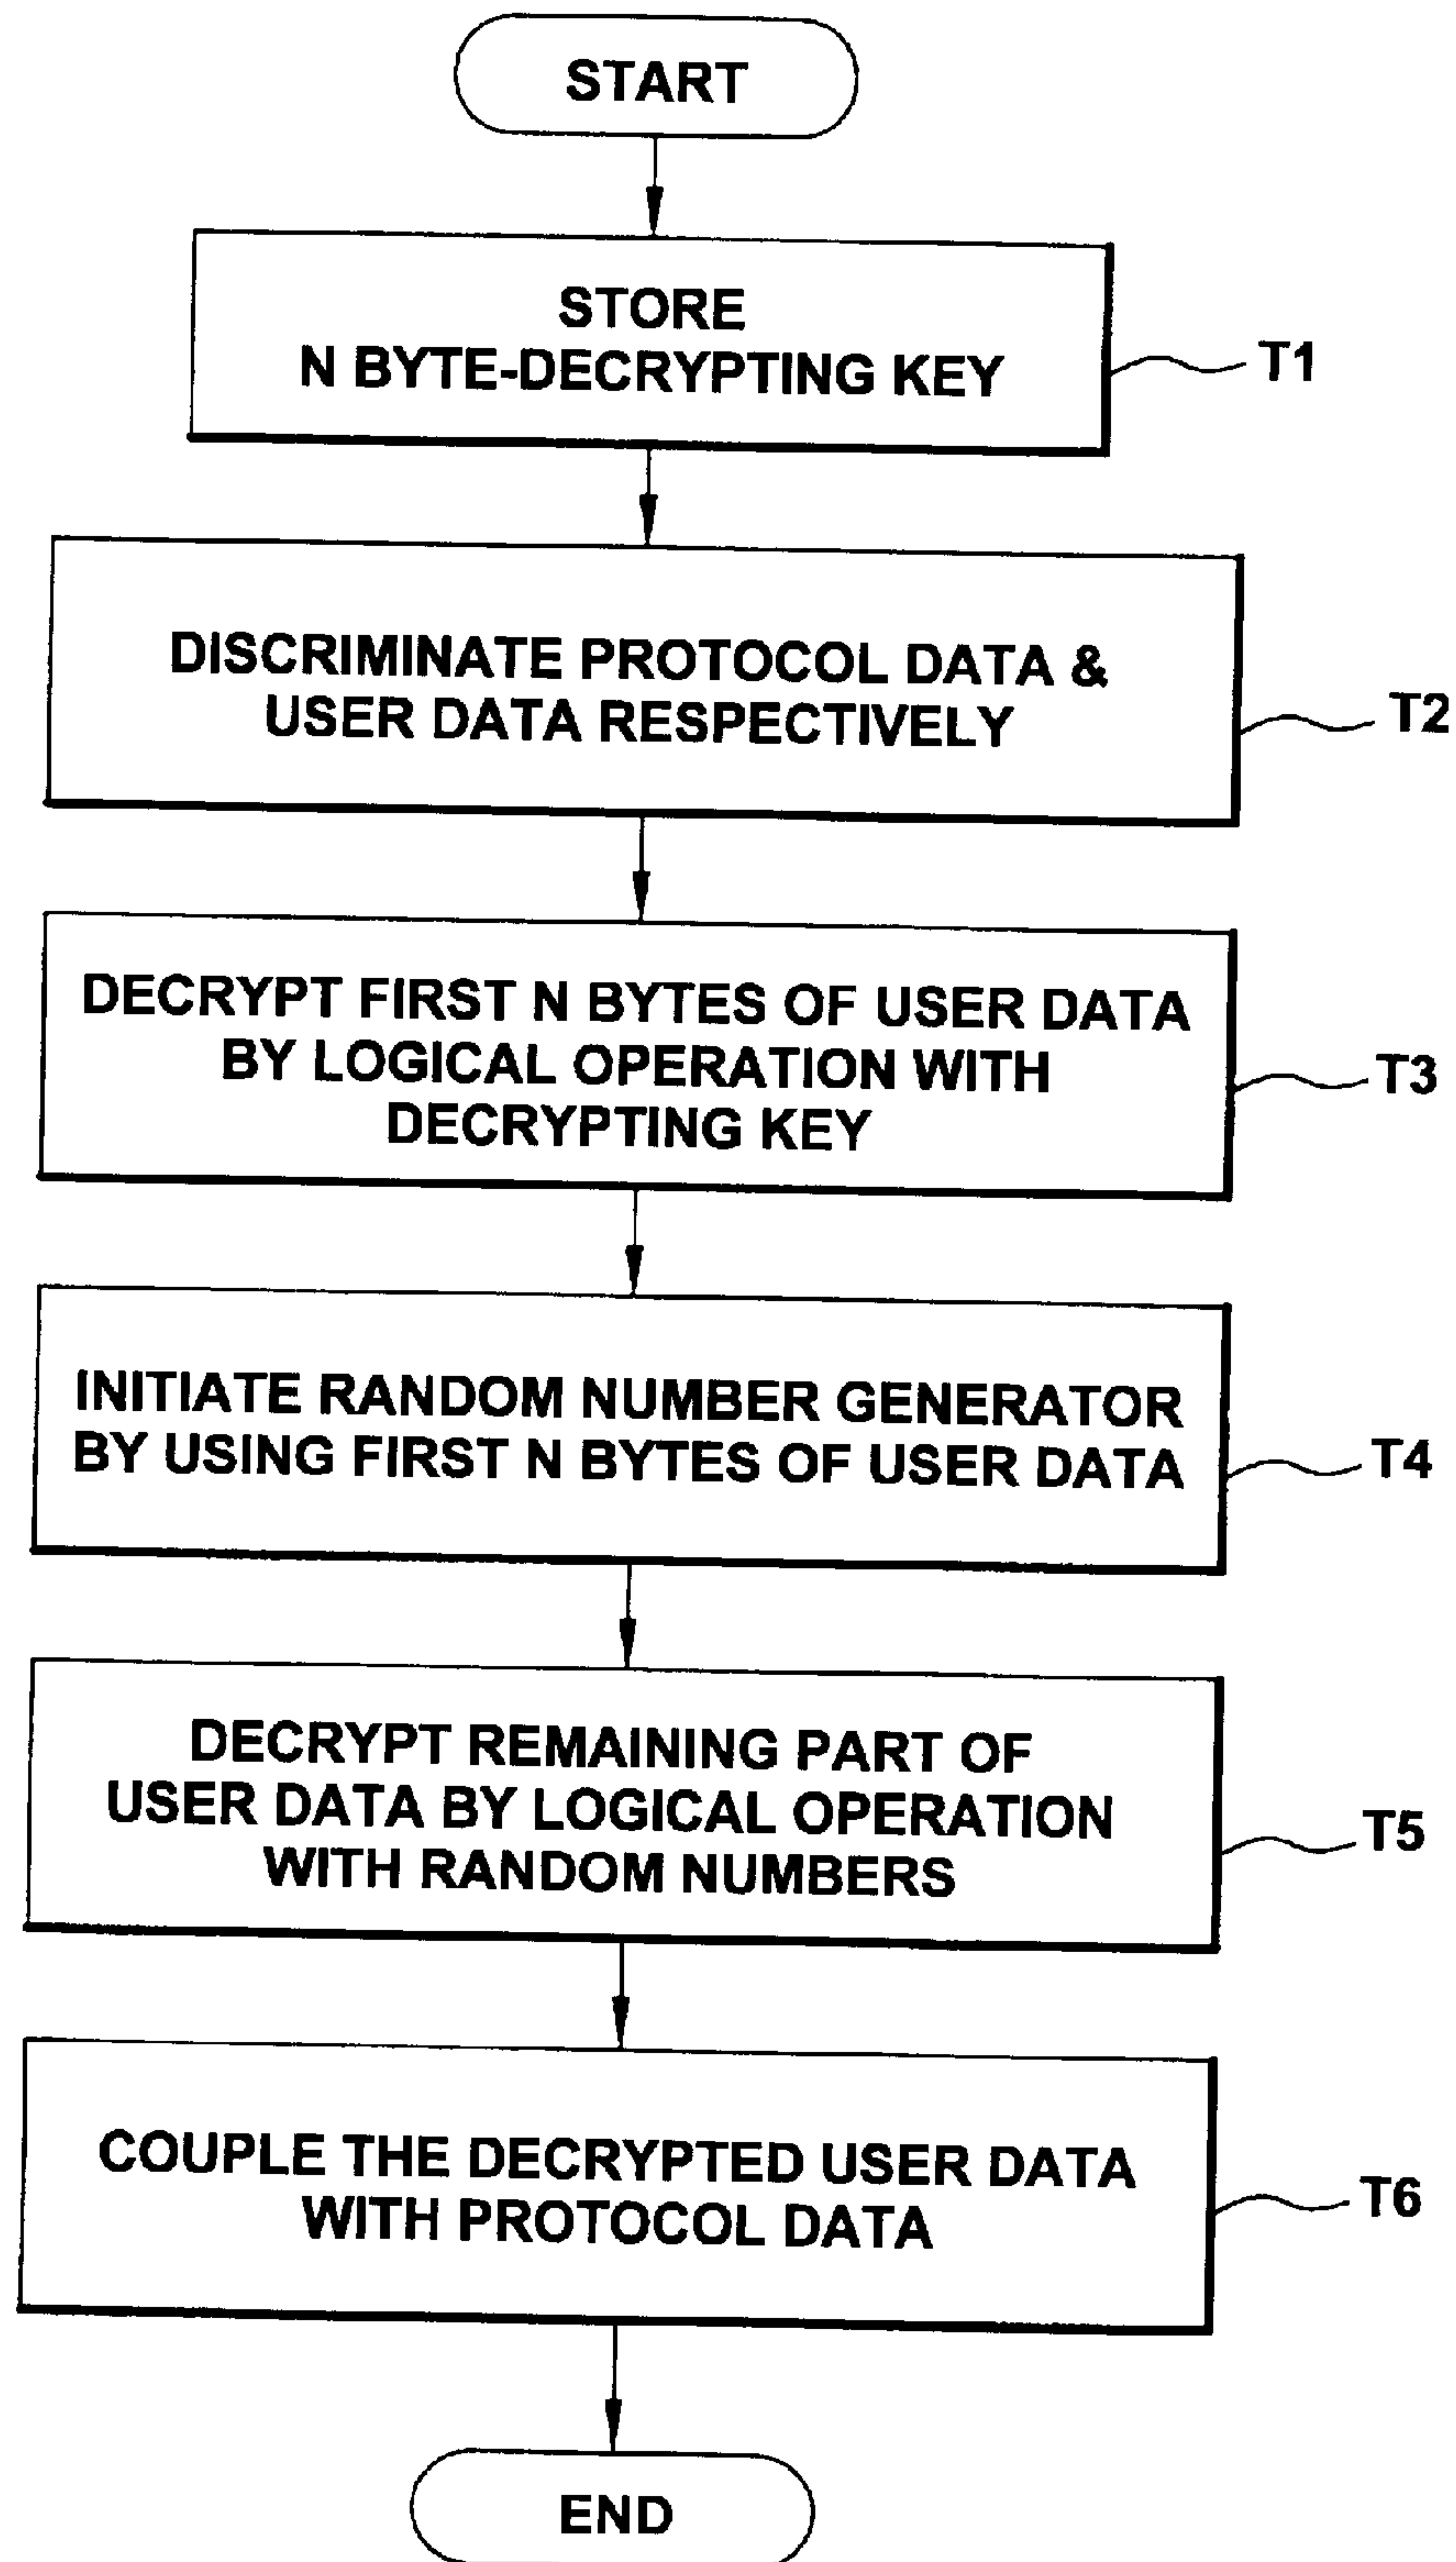 START
STORE
N BYTE-DECRYPTING KEY
T1
DISCRIMINATE PROTOCOL DATA &
USER DATA RESPECTIVELY
T2
DECRYPT FIRST N BYTES OF USER DATA
BY LOGICAL OPERATION WITH
DECRYPTING KEY
T3
INITIATE RANDOM NUMBER GENERATOR
BY USING FIRST N BYTES OF USER DATA
T4
DECRYPT REMAINING PART OF
USER DATA BY LOGICAL OPERATION
WITH RANDOM NUMBERS
T5
COUPLE THE DECRYPTED USER DATA
WITH PROTOCOL DATA
T6
END